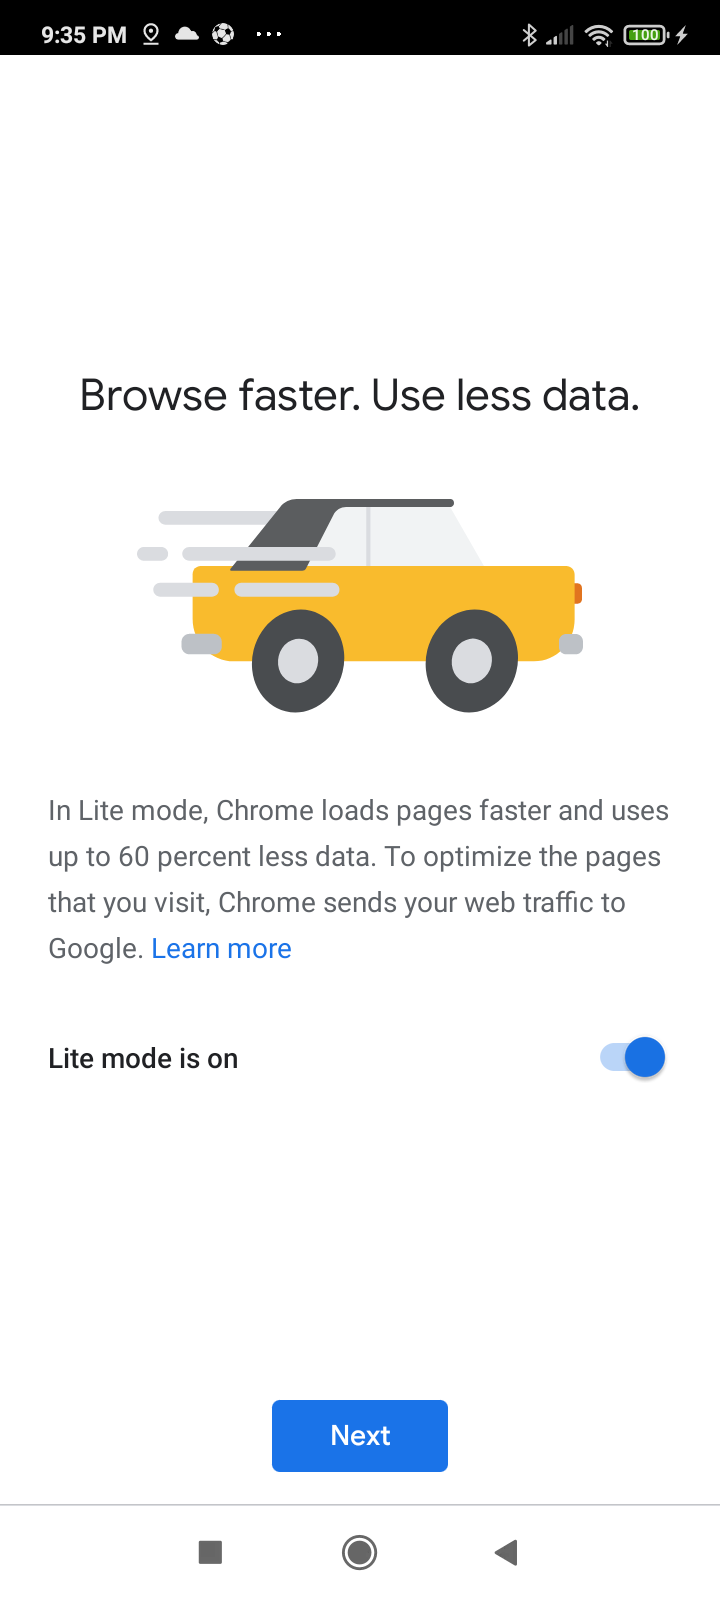 9:35 PM
100
Browse faster. Use less data.
In Lite mode, Chrome loads pages faster and uses
up to 60 percent less data. To optimize the pages
that you visit, Chrome sends your web traffic to
Google. Learn more
Lite mode is on
Next